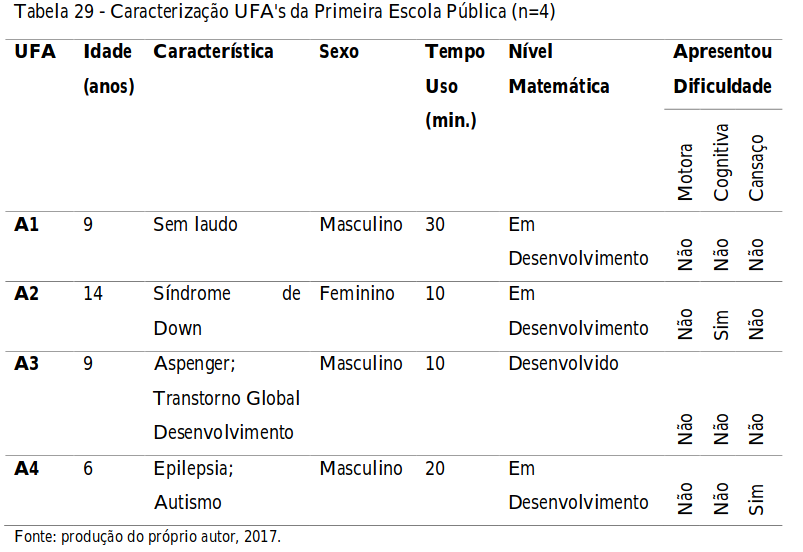 Tabela 29 - Caracterização UFA's da Primeira Escola Pública (n=4)
UFA Idade Característica Sexo Tempo Nível Apresentou
(anos) Uso Matemática Dificuldade
(min.)
Motora Cognitiva Cansaço
A1 9 Sem laudo Masculino 30 Em
Desenvolvimento Não Não Não
A2 14 Síndrome de Feminino 10 Em
Down Desenvolvimento Não Sim Não
A3 9 Aspenger; Masculino 10 Desenvolvido
Transtorno Global
Desenvolvimento Não Não Não
A4 6 Epilepsia; Masculino 20 Em
Autismo Desenvolvimento Não Não Sim
Fonte: produção do próprio autor, 2017.